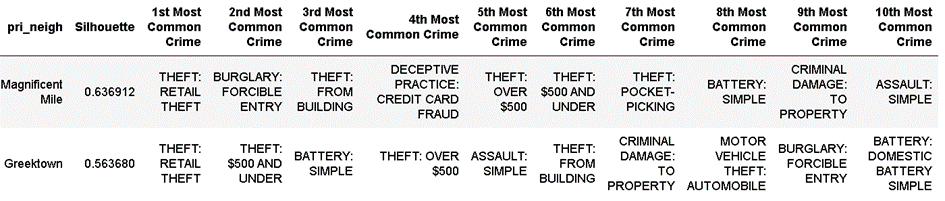 pri_neigh Silhouette 1st Most Common Crime 2nd Most Common Crime 3rd Most Common Crime 4th Most Common Crime 5th Most Common Crime 6th Most Common Crime 7th Most Common Crime 8th Most Common Crime 9th Most Common Crime 10th Most Common Crime
Magnificent Mile 0.636912 THEFT: RETAIL THEFT BURGLARY: FORCIBLE ENTRY THEFT: FROM BUILDING DECEPTIVE PRACTICE: CREDIT CARD FRAUD THEFT: OVER $500 THEFT: $500 AND UNDER THEFT: POCKET-PICKING BATTERY: SIMPLE CRIMINAL DAMAGE: TO PROPERTY ASSAULT: SIMPLE
Greektown 0.563680 THEFT: RETAIL THEFT THEFT: $500 AND UNDER BATTERY: SIMPLE THEFT: OVER $500 ASSAULT: SIMPLE THEFT: FROM BUILDING CRIMINAL DAMAGE: TO PROPERTY MOTOR VEHICLE THEFT: AUTOMOBILE BURGLARY: FORCIBLE ENTRY BATTERY: DOMESTIC BATTERY SIMPLE